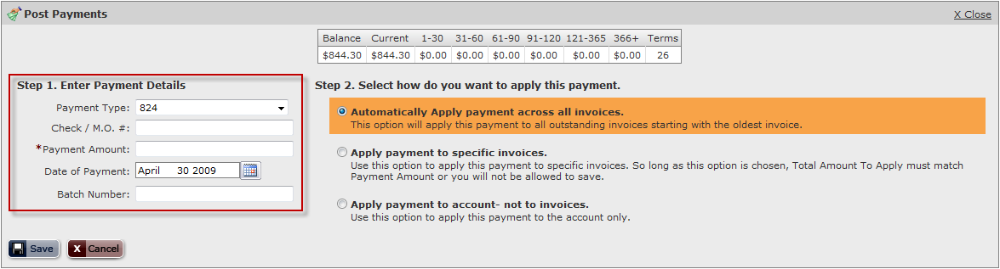 Post Payments
X Close
Balance Current 1-30 31-60 61-90 91-120 121-365 366+ Terms
$844.30 $844.30 $0.00 $0.00 $0.00 $0.00 $0.00 $0.00 26
Step 1. Enter Payment Details
Payment Type: 824
Check / M.O. #:
*Payment Amount:
Date of Payment: April 30 2009
Batch Number:
Step 2. Select how do you want to apply this payment.
Automatically Apply payment across all invoices.
This option will apply this payment to all outstanding invoices starting with the oldest invoice.
Apply payment to specific invoices.
Use this option to apply this payment to specific invoices. So long as this option is chosen, Total Amount To Apply must match
Payment Amount or you will not be allowed to save.
Apply payment to account- not to invoices.
Use this option to apply this payment to the account only.
Save
X Cancel